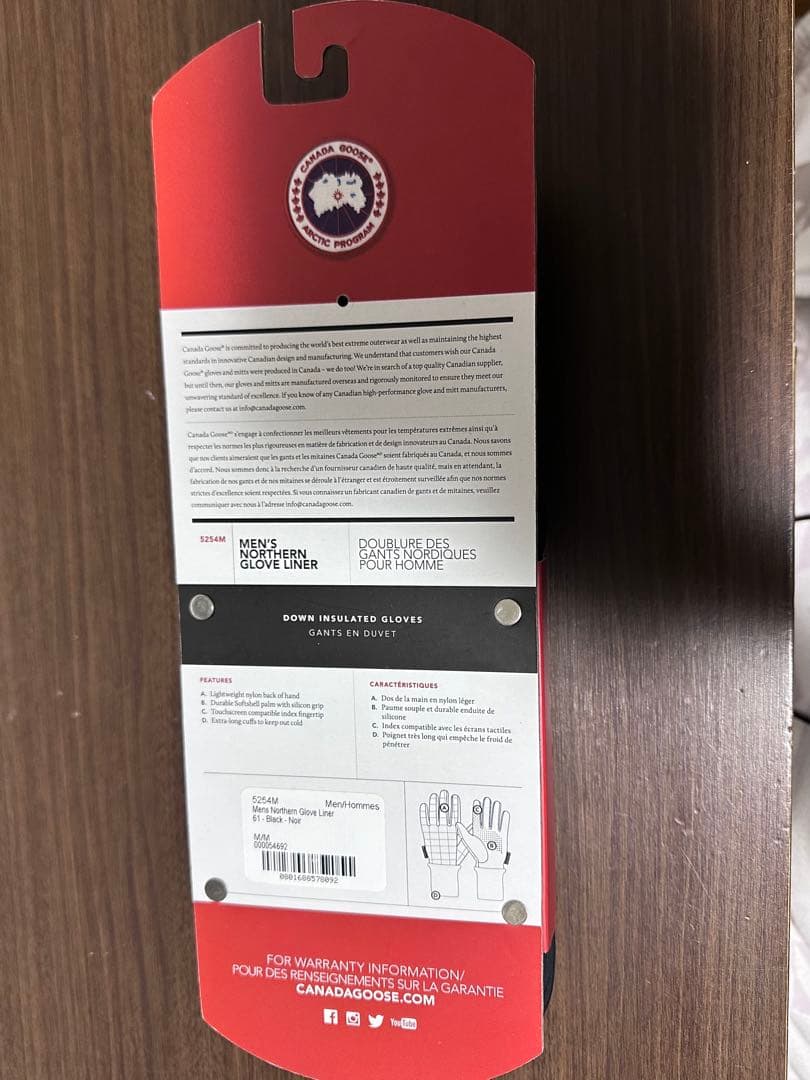 CANADA GOOSE®
ARCTIC PROGRAM
Canada Goose® is committed to producing the world's best extreme outerwear as well as maintaining the highest
standards in innovative Canadian design and manufacturing. We understand that customers wish our Canada
Goose® gloves and mitts were produced in Canada – we do too! We're in search of a top quality Canadian supplier,
but until then, our gloves and mitts are manufactured overseas and rigorously monitored to ensure they meet our
unwavering standard of excellence. If you know of any Canadian high-performance glove and mitt manufacturers,
please contact us at info@canadagoose.com.
Canada Gooseᴹᴰ s'engage à confectionner les meilleurs vêtements pour les températures extrêmes ainsi qu'à
respecter les normes les plus rigoureuses en matière de fabrication et de design innovateurs au Canada. Nous savons
que nos clients aimeraient que les gants et les mitaines Canada Gooseᴹᴰ soient fabriqués au Canada, et nous sommes
d'accord. Nous sommes donc à la recherche d'un fournisseur canadien de haute qualité, mais en attendant, la
fabrication de nos gants et de nos mitaines se déroule à l'étranger et est étroitement surveillée afin que nos normes
strictes d'excellence soient respectées. Si vous connaissez un fabricant canadien de gants et de mitaines, veuillez
communiquer avec nous à l'adresse info@canadagoose.com.
5254M
MEN'S
NORTHERN
GLOVE LINER
DOUBLURE DES
GANTS NORDIQUES
POUR HOMME
DOWN INSULATED GLOVES
GANTS EN DUVET
FEATURES
A. Lightweight nylon back of hand
B. Durable Softshell palm with silicon grip
C. Touchscreen compatible index fingertip
D. Extra-long cuffs to keep out cold
CARACTÉRISTIQUES
A. Dos de la main en nylon léger
B. Paume souple et durable enduite de
silicone
C. Index compatible avec les écrans tactiles
D. Poignet très long qui empêche le froid de
pénétrer
5254M Men/Hommes
Mens Northern Glove Liner
61 - Black - Noir
M/M
000054692
0801688578092
A
C
B
D
FOR WARRANTY INFORMATION/
POUR DES RENSEIGNEMENTS SUR LA GARANTIE
CANADAGOOSE.COM
YouTube